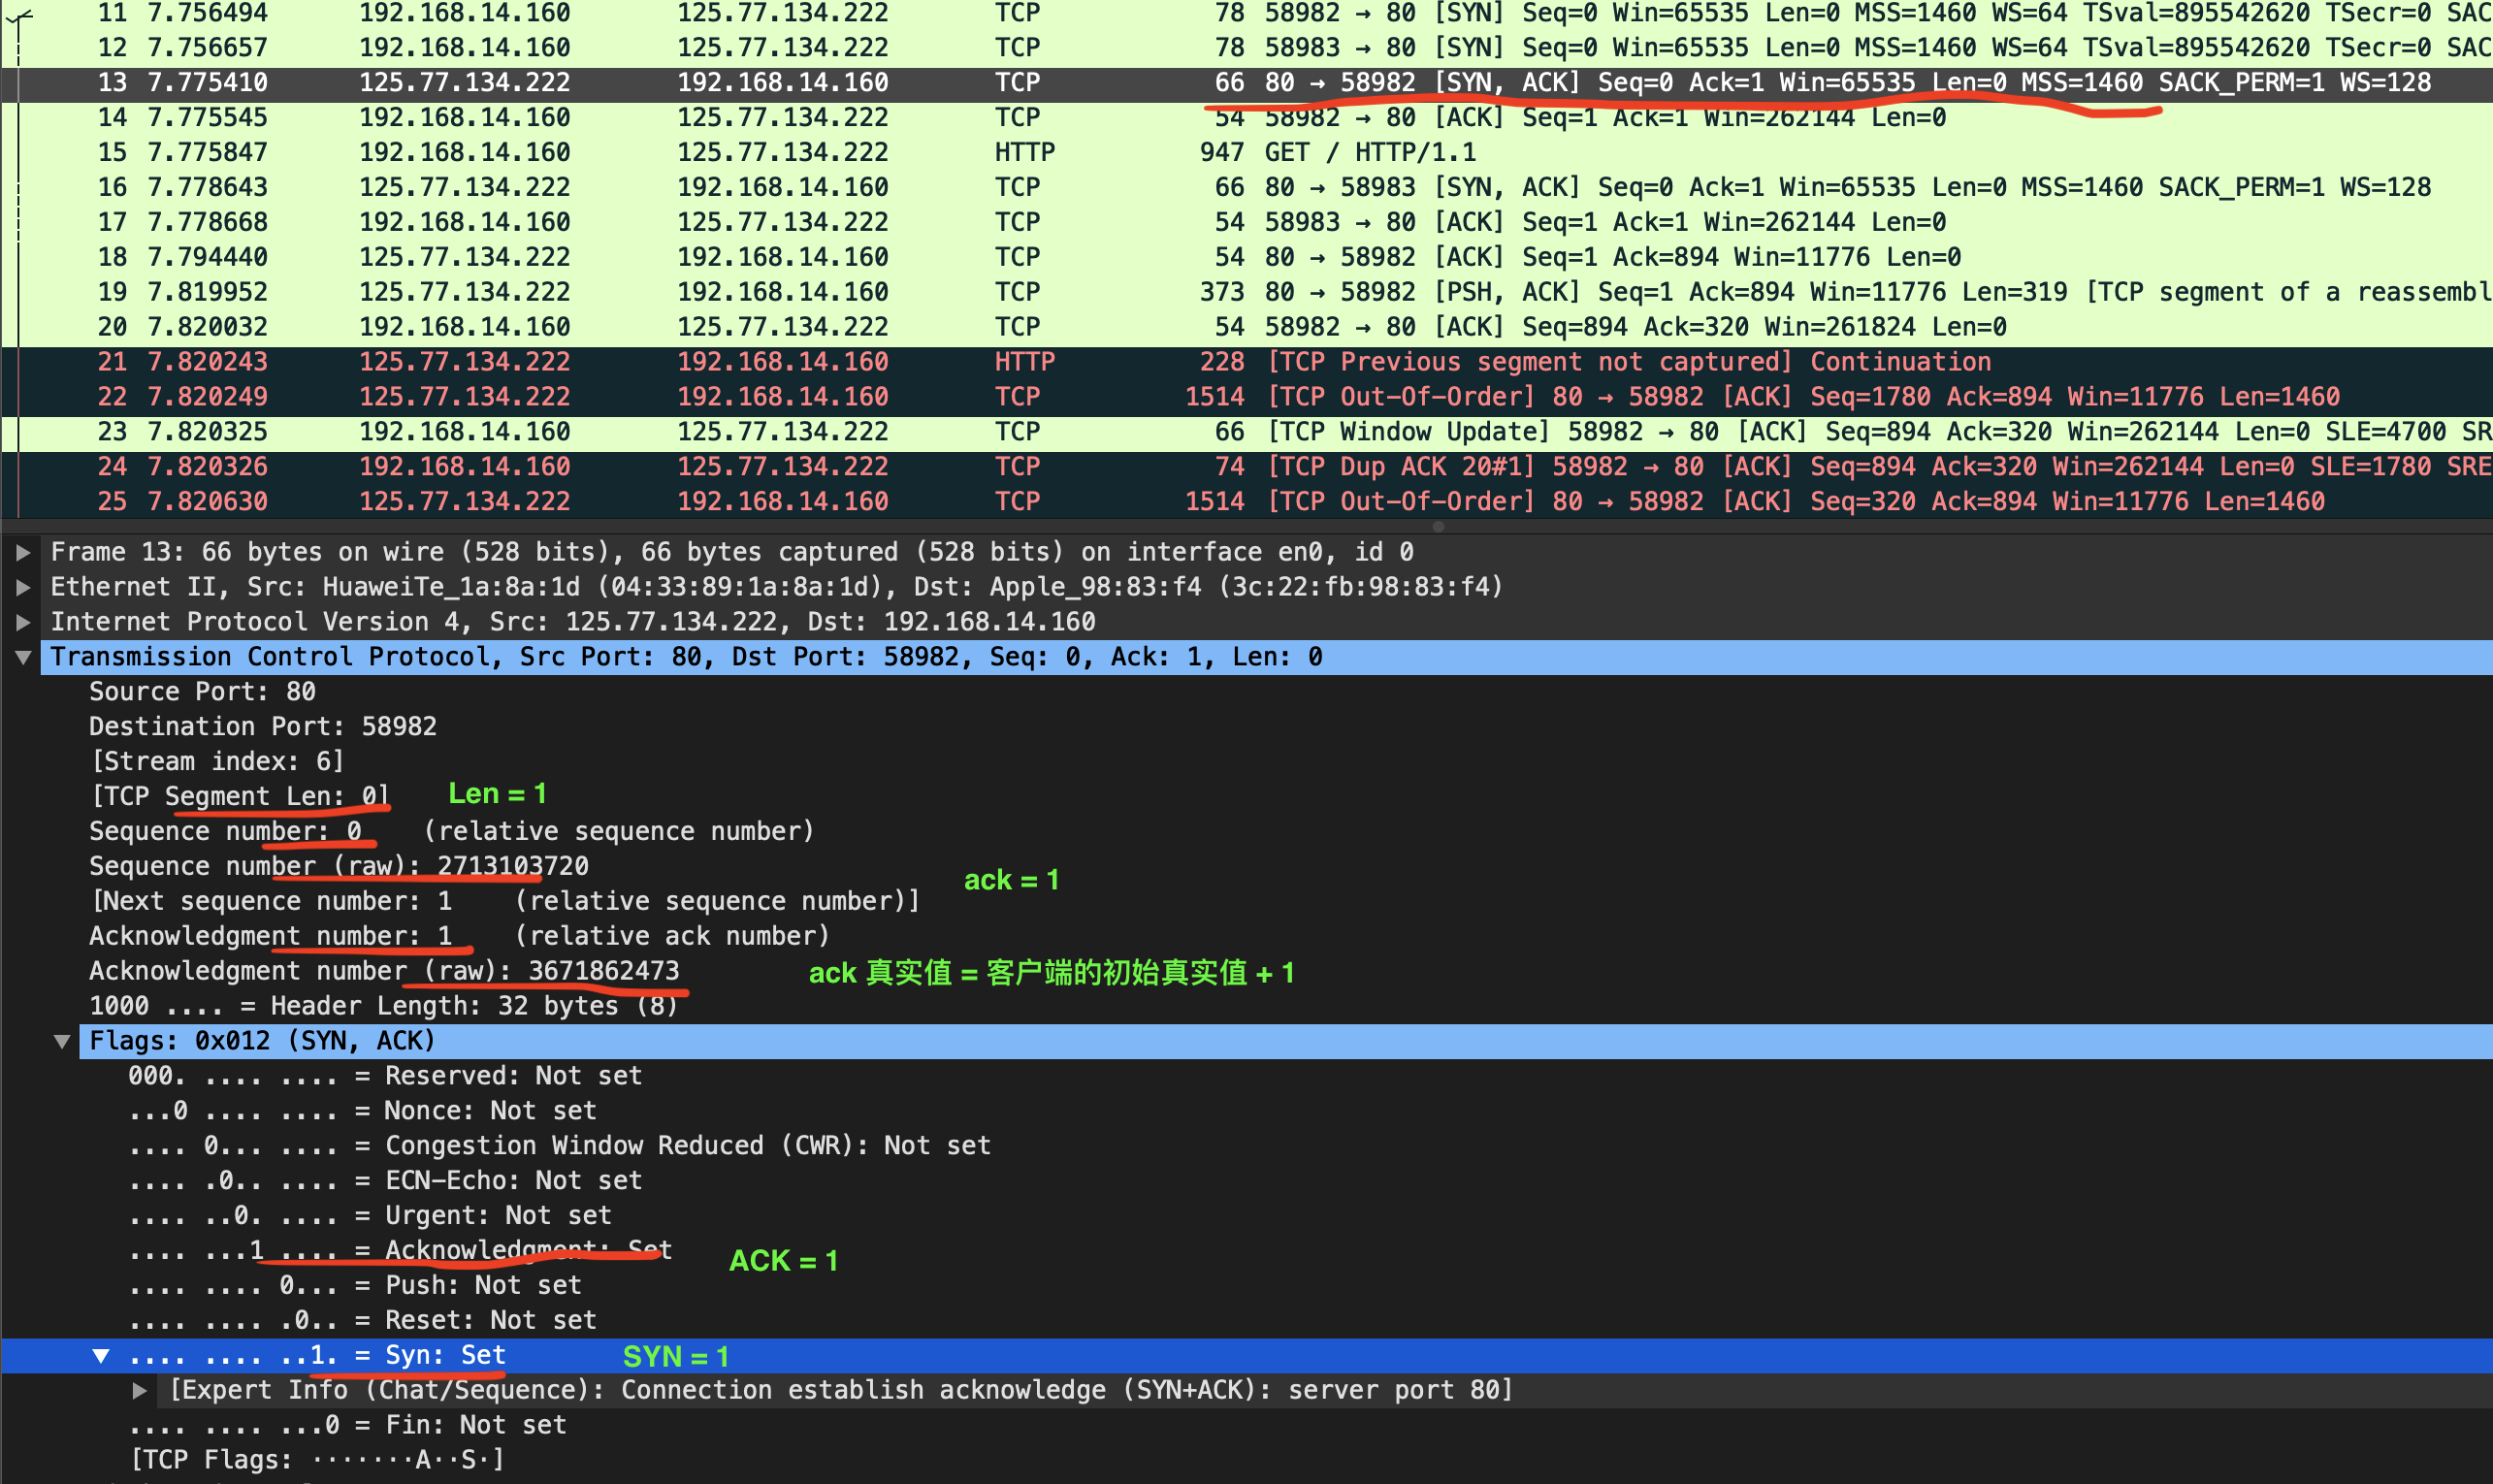 11 7.756494 192.168.14.160 125.77.134.222 TCP 78 58982 → 80 [SYN] Seq=0 Win=65535 Len=0 MSS=1460 WS=64 TSval=895542620 TSecr=0 SAC
12 7.756657 192.168.14.160 125.77.134.222 TCP 78 58983 → 80 [SYN] Seq=0 Win=65535 Len=0 MSS=1460 WS=64 TSval=895542620 TSecr=0 SAC
13 7.775410 125.77.134.222 192.168.14.160 TCP 66 80 → 58982 [SYN, ACK] Seq=0 Ack=1 Win=65535 Len=0 MSS=1460 SACK_PERM=1 WS=128
14 7.775545 192.168.14.160 125.77.134.222 TCP 54 58982 → 80 [ACK] Seq=1 Ack=1 Win=262144 Len=0
15 7.775847 192.168.14.160 125.77.134.222 HTTP 947 GET / HTTP/1.1
16 7.778643 125.77.134.222 192.168.14.160 TCP 66 80 → 58983 [SYN, ACK] Seq=0 Ack=1 Win=65535 Len=0 MSS=1460 SACK_PERM=1 WS=128
17 7.778668 192.168.14.160 125.77.134.222 TCP 54 58983 → 80 [ACK] Seq=1 Ack=1 Win=262144 Len=0
18 7.794440 125.77.134.222 192.168.14.160 TCP 54 80 → 58982 [ACK] Seq=1 Ack=894 Win=11776 Len=0
19 7.819952 125.77.134.222 192.168.14.160 TCP 373 80 → 58982 [PSH, ACK] Seq=1 Ack=894 Win=11776 Len=319 [TCP segment of a reassembl
20 7.820032 192.168.14.160 125.77.134.222 TCP 54 58982 → 80 [ACK] Seq=894 Ack=320 Win=261824 Len=0
21 7.820243 125.77.134.222 192.168.14.160 HTTP 228 [TCP Previous segment not captured] Continuation
22 7.820249 125.77.134.222 192.168.14.160 TCP 1514 [TCP Out-Of-Order] 80 → 58982 [ACK] Seq=1780 Ack=894 Win=11776 Len=1460
23 7.820325 192.168.14.160 125.77.134.222 TCP 66 [TCP Window Update] 58982 → 80 [ACK] Seq=894 Ack=320 Win=262144 Len=0 SLE=4700 SR
24 7.820326 192.168.14.160 125.77.134.222 TCP 74 [TCP Dup ACK 20#1] 58982 → 80 [ACK] Seq=894 Ack=320 Win=262144 Len=0 SLE=1780 SRE
25 7.820630 125.77.134.222 192.168.14.160 TCP 1514 [TCP Out-Of-Order] 80 → 58982 [ACK] Seq=320 Ack=894 Win=11776 Len=1460
Frame 13: 66 bytes on wire (528 bits), 66 bytes captured (528 bits) on interface en0, id 0
Ethernet II, Src: HuaweiTe_1a:8a:1d (04:33:89:1a:8a:1d), Dst: Apple_98:83:f4 (3c:22:fb:98:83:f4)
Internet Protocol Version 4, Src: 125.77.134.222, Dst: 192.168.14.160
Transmission Control Protocol, Src Port: 80, Dst Port: 58982, Seq: 0, Ack: 1, Len: 0
Source Port: 80
Destination Port: 58982
[Stream index: 6]
[TCP Segment Len: 0] Len = 1
Sequence number: 0 (relative sequence number)
Sequence number (raw): 2713103720
ack = 1
[Next sequence number: 1 (relative sequence number)]
Acknowledgment number: 1 (relative ack number)
Acknowledgment number (raw): 3671862473 ack 真实值 = 客户端的初始真实值 + 1
1000 .... = Header Length: 32 bytes (8)
Flags: 0x012 (SYN, ACK)
000. .... .... = Reserved: Not set
...0 .... .... = Nonce: Not set
.... 0... .... = Congestion Window Reduced (CWR): Not set
.... .0.. .... = ECN-Echo: Not set
.... ..0. .... = Urgent: Not set
.... ...1 .... = Acknowledgment: Set ACK = 1
.... .... 0... = Push: Not set
.... .... .0.. = Reset: Not set
.... .... ..1. = Syn: Set SYN = 1
[Expert Info (Chat/Sequence): Connection establish acknowledge (SYN+ACK): server port 80]
.... .... ...0 = Fin: Not set
[TCP Flags: ·······A··S·]